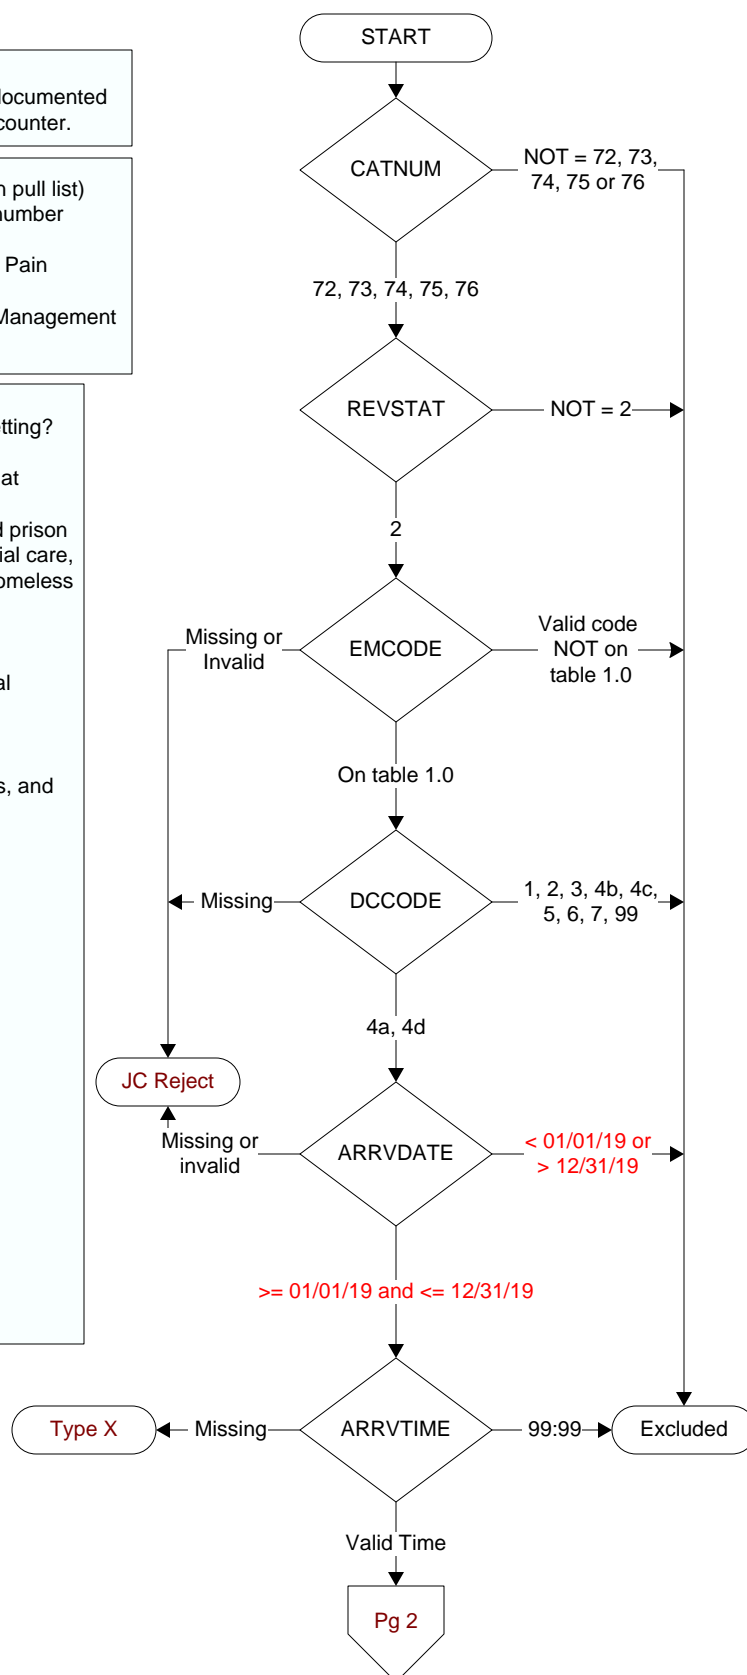 START
documented
counter.
CATNUM
NOT = 72, 73,
74, 75 or 76
pull list)
number
Pain
Management
72, 73, 74, 75, 76
REVSTAT
NOT = 2
etting?
at
2
d prison
ial care,
omeless
Missing or
Invalid
EMCODE
Valid code
NOT on
table 1.0
al
On table 1.0
s, and
Missing
DCCODE
1, 2, 3, 4b, 4c,
5, 6, 7, 99
4a, 4d
JC Reject
Missing or
invalid
ARRVDATE
< 01/01/19 or
> 12/31/19
>= 01/01/19 and <= 12/31/19
Type X
Missing
ARRVTIME
99:99
Excluded
Valid Time
Pg 2